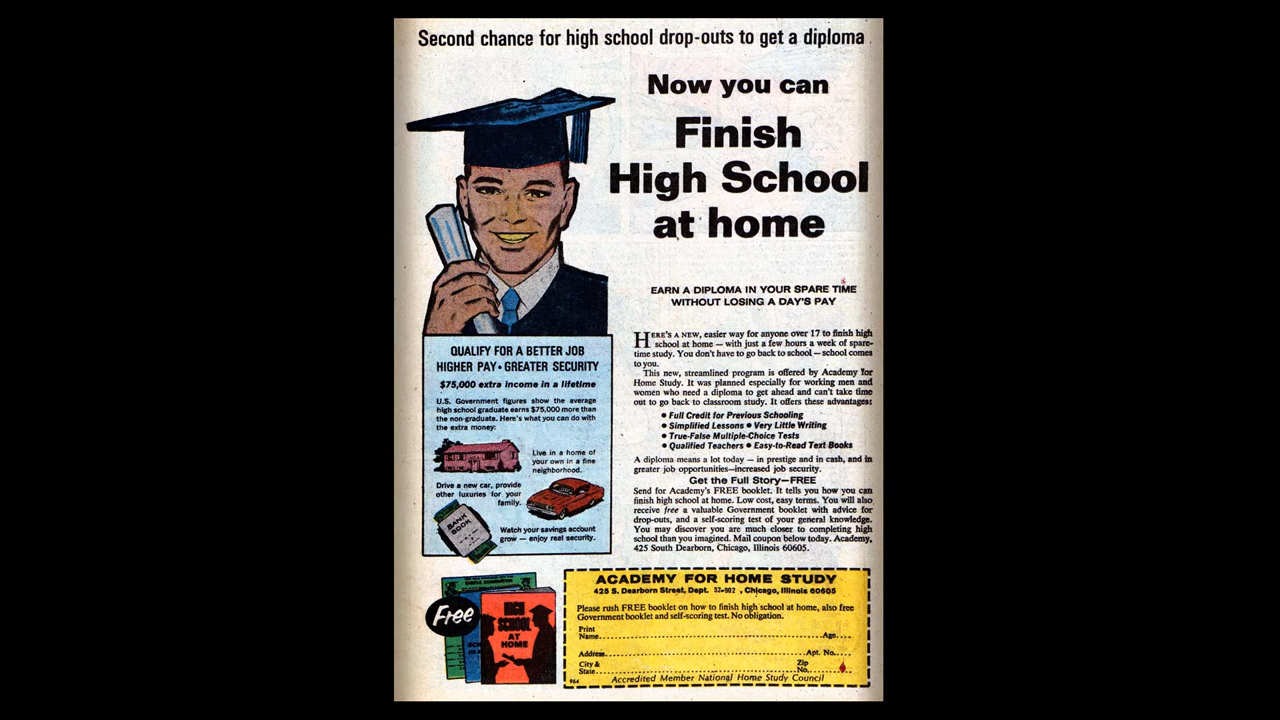 Second chance for high school drop-outs to get a diploma
Now you can
Finish
High School
at home
EARN A DIPLOMA IN YOUR SPARE TIME
WITHOUT LOSING A DAY'S PAY
HERE'S A NEW, easier way for anyone over 17 to finish high
school at home — with just a few hours a week of spare-
time study. You don't have to go back to school — school comes
to you.
This new, streamlined program is offered by Academy for
Home Study. It was planned especially for working men and
women who need a diploma to get ahead and can't take time
out to go back to classroom study. It offers these advantages:
• Full Credit for Previous Schooling
• Simplified Lessons • Very Little Writing
• True-False Multiple-Choice Tests
• Qualified Teachers • Easy-to-Read Text Books
A diploma means a lot today — in prestige and in cash, and in
greater job opportunities—increased job security.
Get the Full Story—FREE
Send for Academy's FREE booklet. It tells you how you can
finish high school at home. Low cost, easy terms. You will also
receive free a valuable Government booklet with advice for
drop-outs, and a self-scoring test of your general knowledge.
You may discover you are much closer to completing high
school than you imagined. Mail coupon below today. Academy,
425 South Dearborn, Chicago, Illinois 60605.
QUALIFY FOR A BETTER JOB
HIGHER PAY • GREATER SECURITY
$75,000 extra income in a lifetime
U.S. Government figures show the average
high school graduate earns $75,000 more than
the non-graduate. Here's what you can do with
the extra money:
Live in a home of
your own in a fine
neighborhood.
Drive a new car, provide
other luxuries for your
family.
BANK
BOOK
Watch your savings account
grow — enjoy real security.
Free
HIGH
SCHOOL
AT
HOME
ACADEMY FOR HOME STUDY
425 S. Dearborn Street, Dept. 52-902 , Chicago, Illinois 60605
Please rush FREE booklet on how to finish high school at home, also free
Government booklet and self-scoring test. No obligation.
Print
Name Age
Address Apt. No.
City & Zip
State No.
964 Accredited Member National Home Study Council